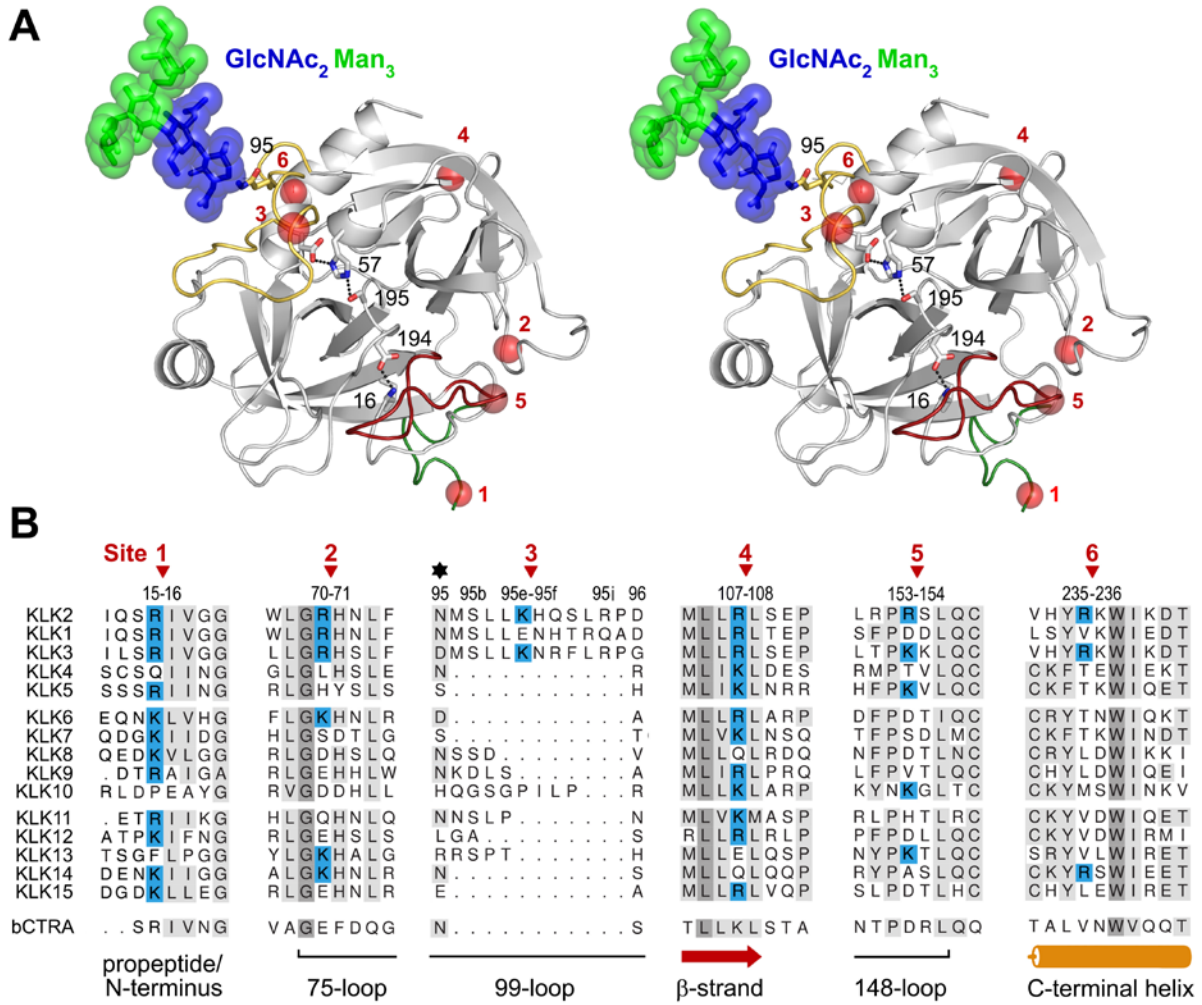 A
GlcNAc2 Man3
GlcNAc2 Man3
95
6
4
3
57
195
2
194
16
5
1
95
6
4
3
57
195
2
194
16
5
1
B
Site 1 2 3 4 5 6
15-16 70-71 95 95b 95e-95f 95i 96 107-108 153-154 235-236
KLK2 IQSRIVGG WLGRHNLF NMSLLKHQSLRPD MLLRLSEP LRPRSLQC VHYRKWIKDT
KLK1 IQSRIVGG WLGRHNLF NMSLLENHTRQAD MLLRLTEP SFPDDLQC LSYVKWIEDT
KLK3 ILSRIVGG LLGRHSLF DMSLLKNRFLRPG MLLRLSEP LTPKKLQC VHYRKWIKDT
KLK4 SCSQIING GLGLHSLE N...........R MLIKLDES RMPTVLQC CKFTEWIEKT
KLK5 SSSRIING LLGHYSLS S...........H MLIKLNRR HFPKVLQC CKFTKWIQET
KLK6 EQNKLVHG FLGKHNLR D...........A MLLRLARP DFPDTIQC CRYTNWIQKT
KLK7 QDGKIIDG HLGSDTLG S...........T MLVKLNSQ TFPSDLMC CKFTKWINDT
KLK8 QEDKVLGG KLGDHSLQ NSSD........V MLLQLRDQ NFPDTLNC CRYLDWIKKI
KLK9 .DTRAIGA RLGEHHLW NKDLS.......A MLIRLPRQ LFPVTLQC CHYLDWIQEI
KLK10 RLDPEAYG RVGDDHLL HQGSGPILP...R MLLKLARP KYNKGLTC CKYMSWINKV
KLK11 .ETRIIKG HLGQHNLQ NNSLP.......N MLVKMASP RLPHTLRC CKYVDWIQET
KLK12 ATPKIFNG RLGEHSLS LGA.........S RLLRLRLP PFPDLLQC CKYVDWIRMI
KLK13 TSGFLPGG YLGKHALG RRSPT.......H MLLELQSP NYPKTLQC SRYVLWIRET
KLK14 DENKIIGG ALGKHNLR N...........S MLLQLQQP RYPASLQC CKYRSWIEET
KLK15 DGDKLLEG RLGEHNLR E...........A MLLRLVQP SLPDTLHC CHYLEWIRET
bCTRA ..SRIVNG VAGEFDQG N...........S TLLKLSTA NTPDRLQQ TALVNWVQQT
propeptide/
N-terminus 75-loop 99-loop β-strand 148-loop C-terminal helix